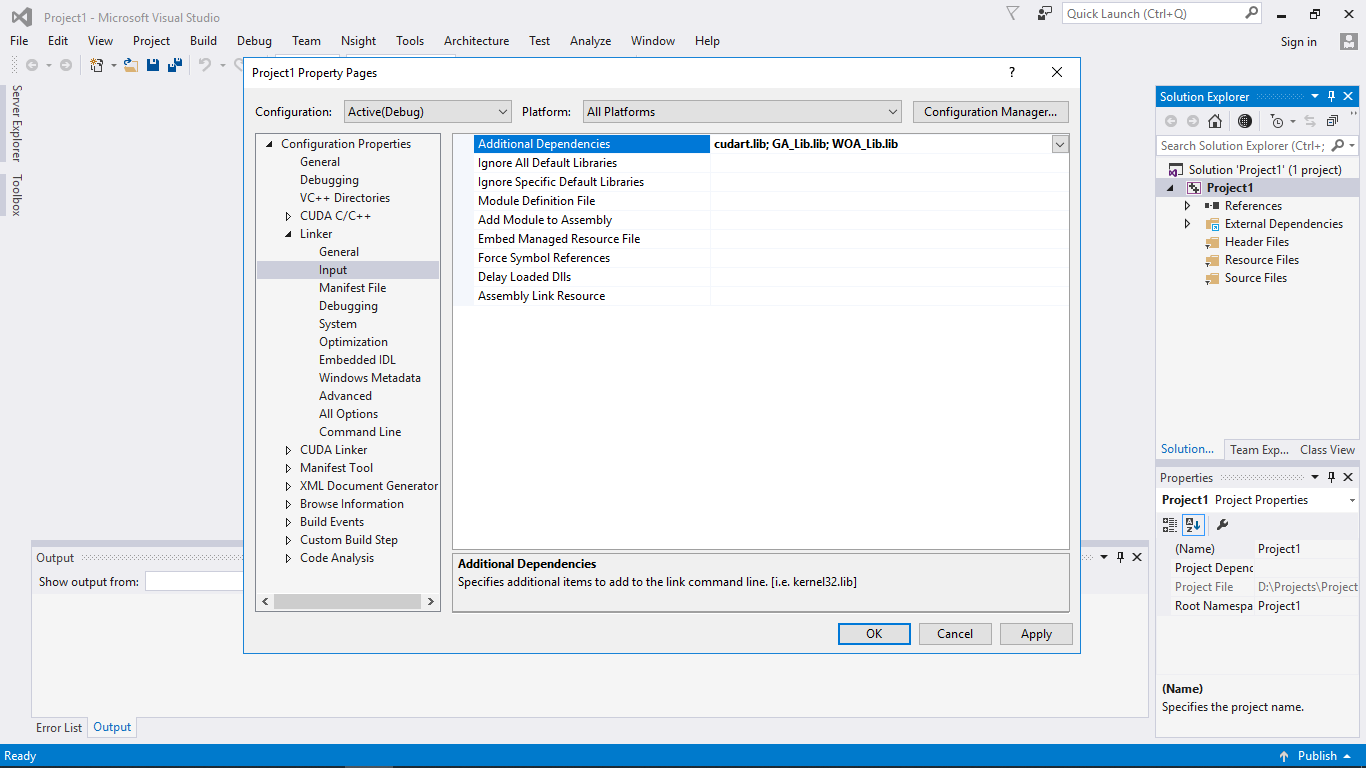 Project1 - Microsoft Visual Studio
Quick Launch (Ctrl+Q)
File Edit View Project Build Debug Team Nsight Tools Architecture Test Analyze Window Help
Sign in
Server Explorer
Toolbox
Project1 Property Pages
?
Configuration: Active(Debug) Platform: All Platforms Configuration Manager...
Configuration Properties
General
Debugging
VC++ Directories
CUDA C/C++
Linker
General
Input
Manifest File
Debugging
System
Optimization
Embedded IDL
Windows Metadata
Advanced
All Options
Command Line
CUDA Linker
Manifest Tool
XML Document Generator
Browse Information
Build Events
Custom Build Step
Code Analysis
Additional Dependencies cudart.lib; GA_Lib.lib; WOA_Lib.lib
Ignore All Default Libraries
Ignore Specific Default Libraries
Module Definition File
Add Module to Assembly
Embed Managed Resource File
Force Symbol References
Delay Loaded Dlls
Assembly Link Resource
Additional Dependencies
Specifies additional items to add to the link command line. [i.e. kernel32.lib]
OK Cancel Apply
Solution Explorer
Search Solution Explorer (Ctrl+;
Solution 'Project1' (1 project)
Project1
References
External Dependencies
Header Files
Resource Files
Source Files
Solution... Team Exp... Class View
Properties
Project1 Project Properties
(Name) Project1
Project Depenc
Project File D:\Projects\Project
Root Namespa Project1
(Name)
Specifies the project name.
Output
Show output from:
Error List Output
Ready
Publish